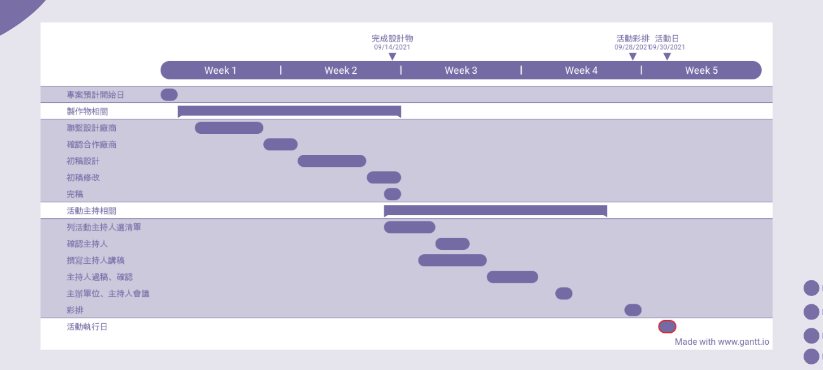 完成設計物
09/14/2021
活動彩排 活動日
09/28/2021 09/30/2021
Week 1 | Week 2 | Week 3 | Week 4 | Week 5
專案預計開始日
製作物相關
聯繫設計廠商
確認合作廠商
初稿設計
初稿修改
完稿
活動主持相關
列活動主持人選清單
確認主持人
撰寫主持人講稿
主持人過稿、確認
主辦單位、主持人會議
彩排
活動執行日
Made with www.gantt.io